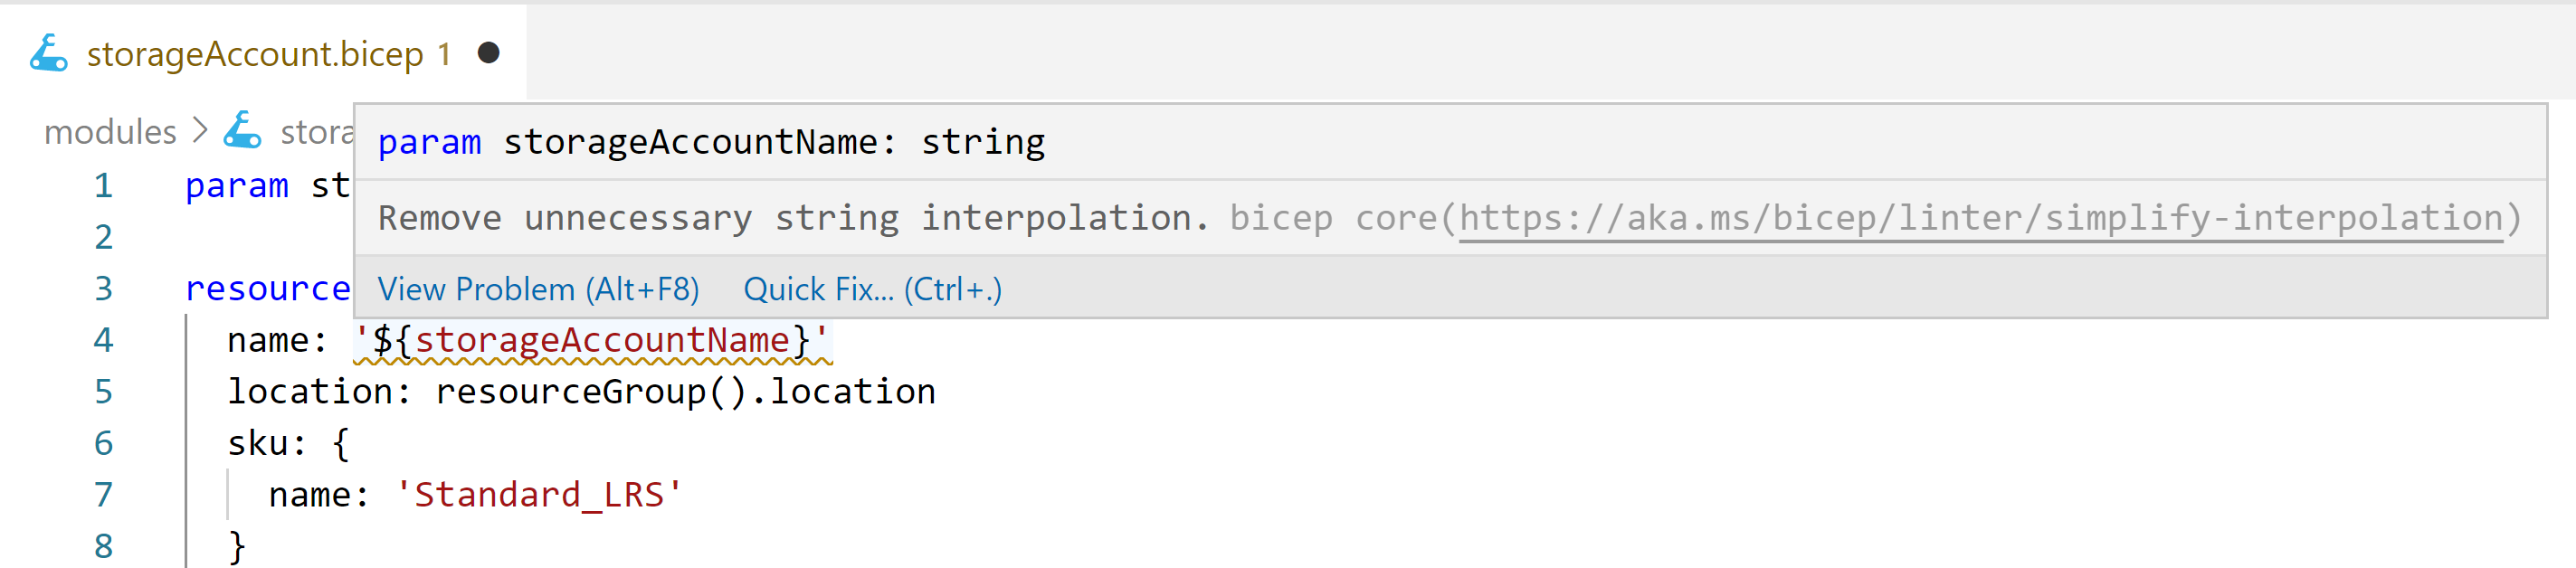 storageAccount.bicep 1
modules > stora
param storageAccountName: string
1 param st
Remove unnecessary string interpolation. bicep core(https://aka.ms/bicep/linter/simplify-interpolation)
2
3 resource
View Problem (Alt+F8) Quick Fix... (Ctrl+.)
4 name: '${storageAccountName}'
5 location: resourceGroup().location
6 sku: {
7 name: 'Standard_LRS'
8 }